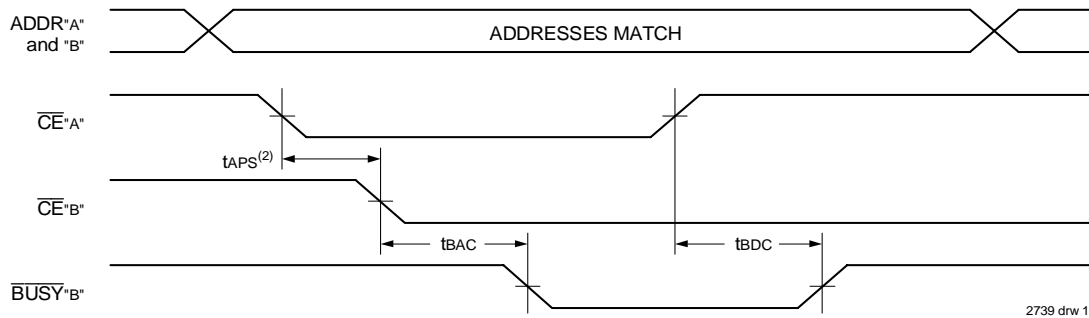 ADDR"A"
and "B"
ADDRESSES MATCH
CE"A"
tAPS(2)
CE"B"
tBAC
tBDC
BUSY"B"
2739 drw 1